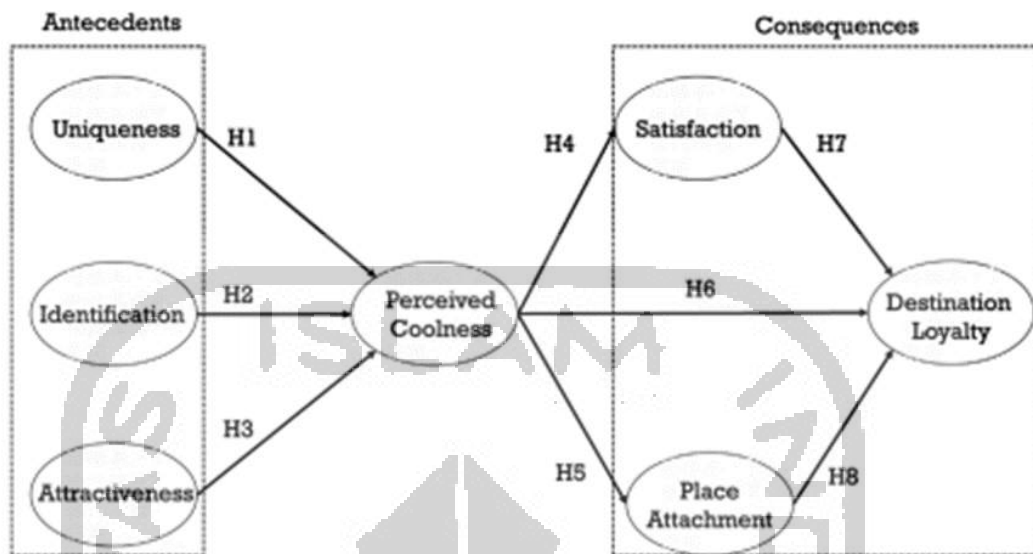 Antecedents
Consequences
Uniqueness
H1
H4
Satisfaction
H7
Identification
H2
Perceived
Coolness
H6
Destination
Loyalty
ISLAM
Attractiveness
H3
H5
Place
Attachment
H8